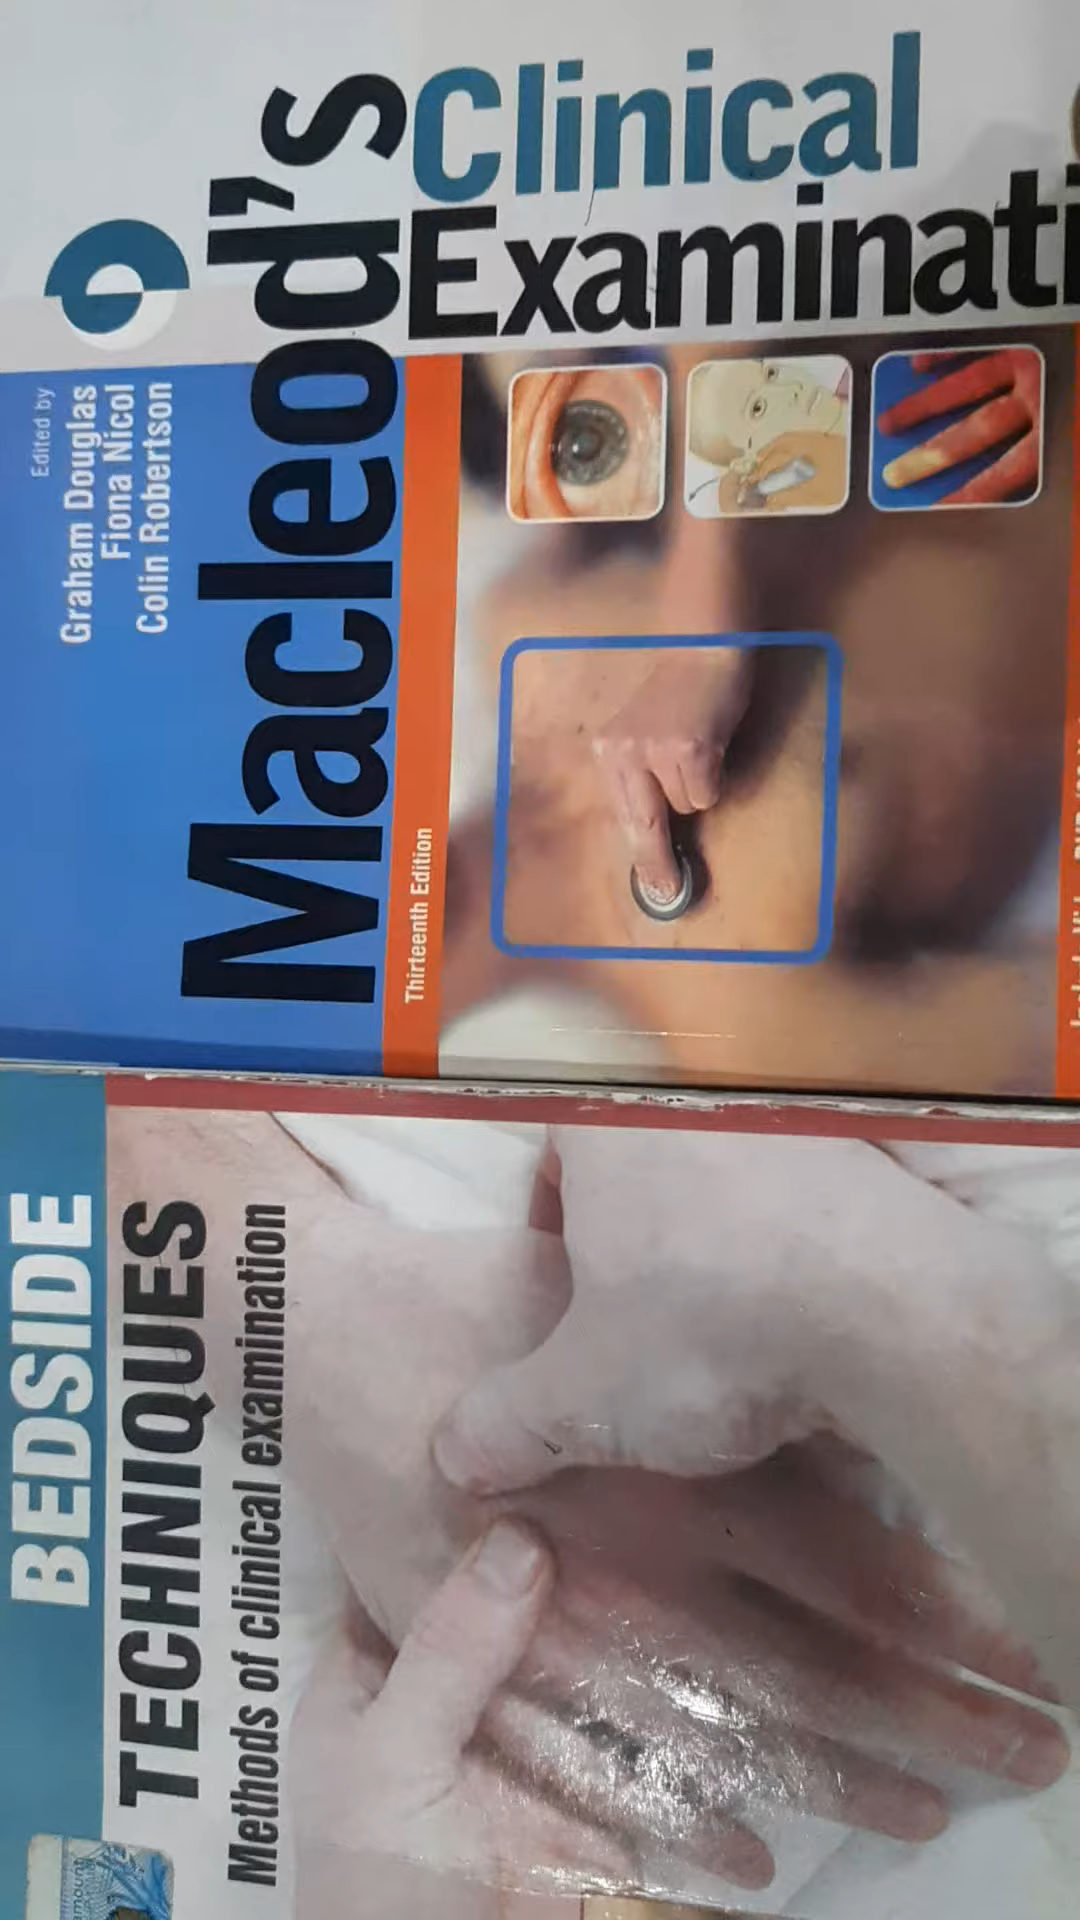 Edited by
Graham Douglas
Fiona Nicol
Colin Robertson
Macleod's
Clinical
Examinati
Thirteenth Edition
BEDSIDE
TECHNIQUES
Methods of clinical examination